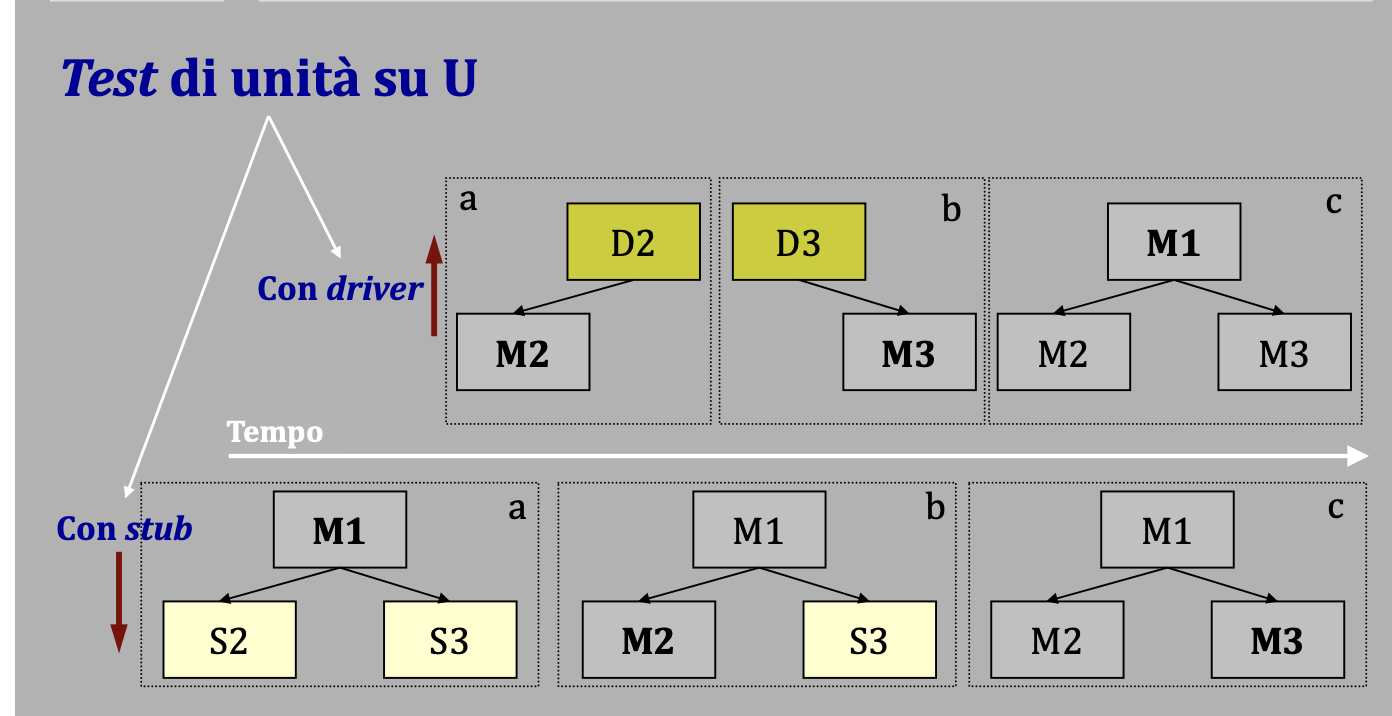 Test di unità su U
a
D2
M2
D3
b
M3
c
M1
M2
M3
Con driver
Tempo
Con stub
M1
a
S2
S3
M1
b
M2
S3
M1
c
M2
M3